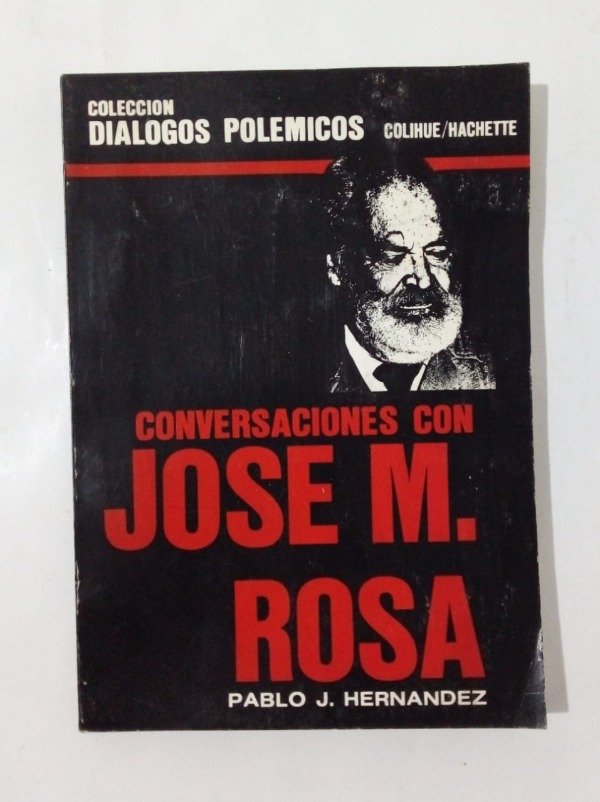 COLECCION
DIALOGOS POLEMICOS COLIHUE/HACHETTE
CONVERSACIONES CON
JOSE M.
ROSA
PABLO J. HERNANDEZ